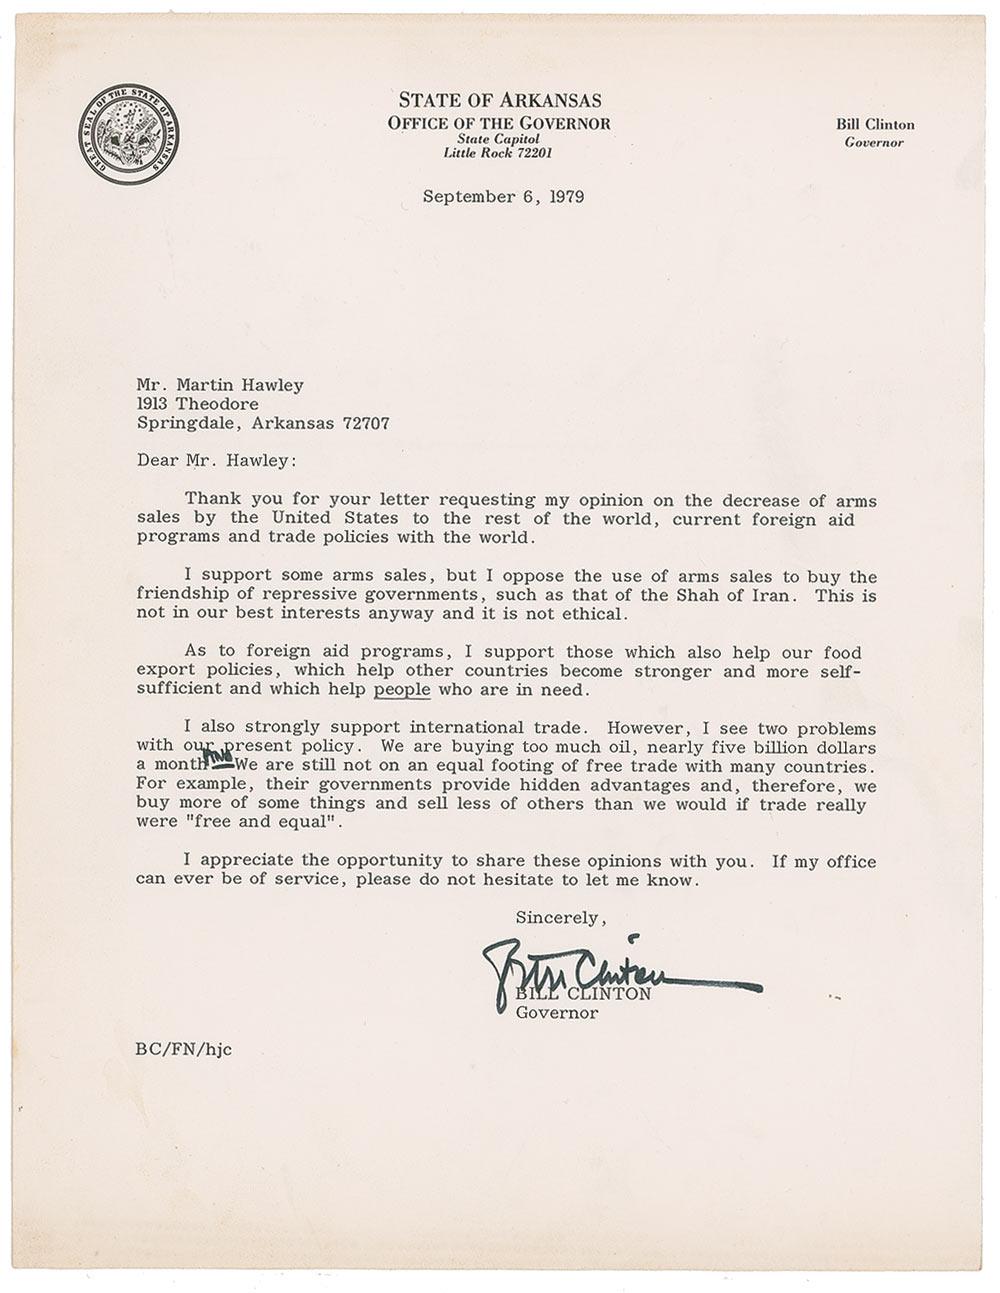 GREAT SEAL OF THE STATE OF ARKANSAS
STATE OF ARKANSAS
OFFICE OF THE GOVERNOR
State Capitol
Little Rock 72201
Bill Clinton
Governor
September 6, 1979
Mr. Martin Hawley
1913 Theodore
Springdale, Arkansas 72707
Dear Mr. Hawley:
Thank you for your letter requesting my opinion on the decrease of arms
sales by the United States to the rest of the world, current foreign aid
programs and trade policies with the world.
I support some arms sales, but I oppose the use of arms sales to buy the
friendship of repressive governments, such as that of the Shah of Iran. This is
not in our best interests anyway and it is not ethical.
As to foreign aid programs, I support those which also help our food
export policies, which help other countries become stronger and more self-
sufficient and which help people who are in need.
I also strongly support international trade. However, I see two problems
with our present policy. We are buying too much oil, nearly five billion dollars
a month AND We are still not on an equal footing of free trade with many countries.
For example, their governments provide hidden advantages and, therefore, we
buy more of some things and sell less of others than we would if trade really
were "free and equal".
I appreciate the opportunity to share these opinions with you. If my office
can ever be of service, please do not hesitate to let me know.
Sincerely,
Bill Clinton
BILL CLINTON
Governor
BC/FN/hjc